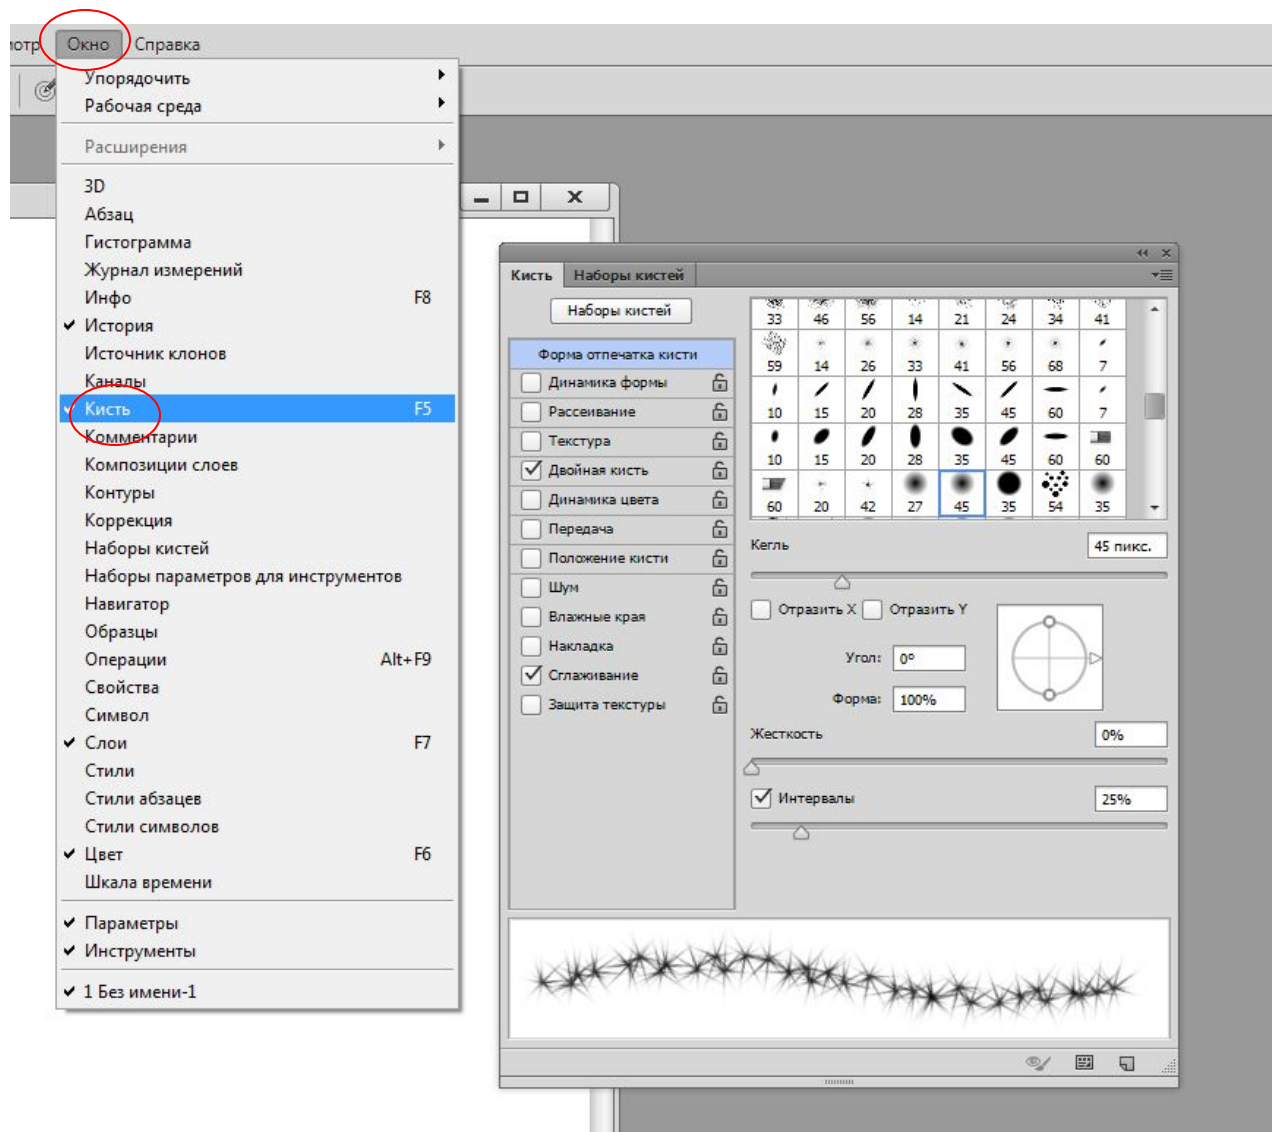 отр Окно Справка
Упорядочить
Рабочая среда
Расширения
3D
Абзац
Гистограмма
Журнал измерений
Инфо F8
История
Источник клонов
Каналы
Кисть F5
Комментарии
Композиции слоев
Контуры
Коррекция
Наборы кистей
Наборы параметров для инструментов
Навигатор
Образцы
Операции Alt+F9
Свойства
Символ
Слои F7
Стили
Стили абзацев
Стили символов
Цвет F6
Шкала времени
Параметры
Инструменты
1 Без имени-1
Кисть Наборы кистей
Наборы кистей
Форма отпечатка кисти
Динамика формы
Рассеивание
Текстура
Двойная кисть
Динамика цвета
Передача
Положение кисти
Шум
Влажные края
Накладка
Сглаживание
Защита текстуры
33 46 56 14 21 24 34 41
59 14 26 33 41 56 68 7
10 15 20 28 35 45 60 7
10 15 20 28 35 45 60 60
60 20 42 27 45 35 54 35
Кегль 45 пикс.
Отразить X Отразить Y
Угол: 0º
Форма: 100%
Жесткость 0%
Интервалы 25%